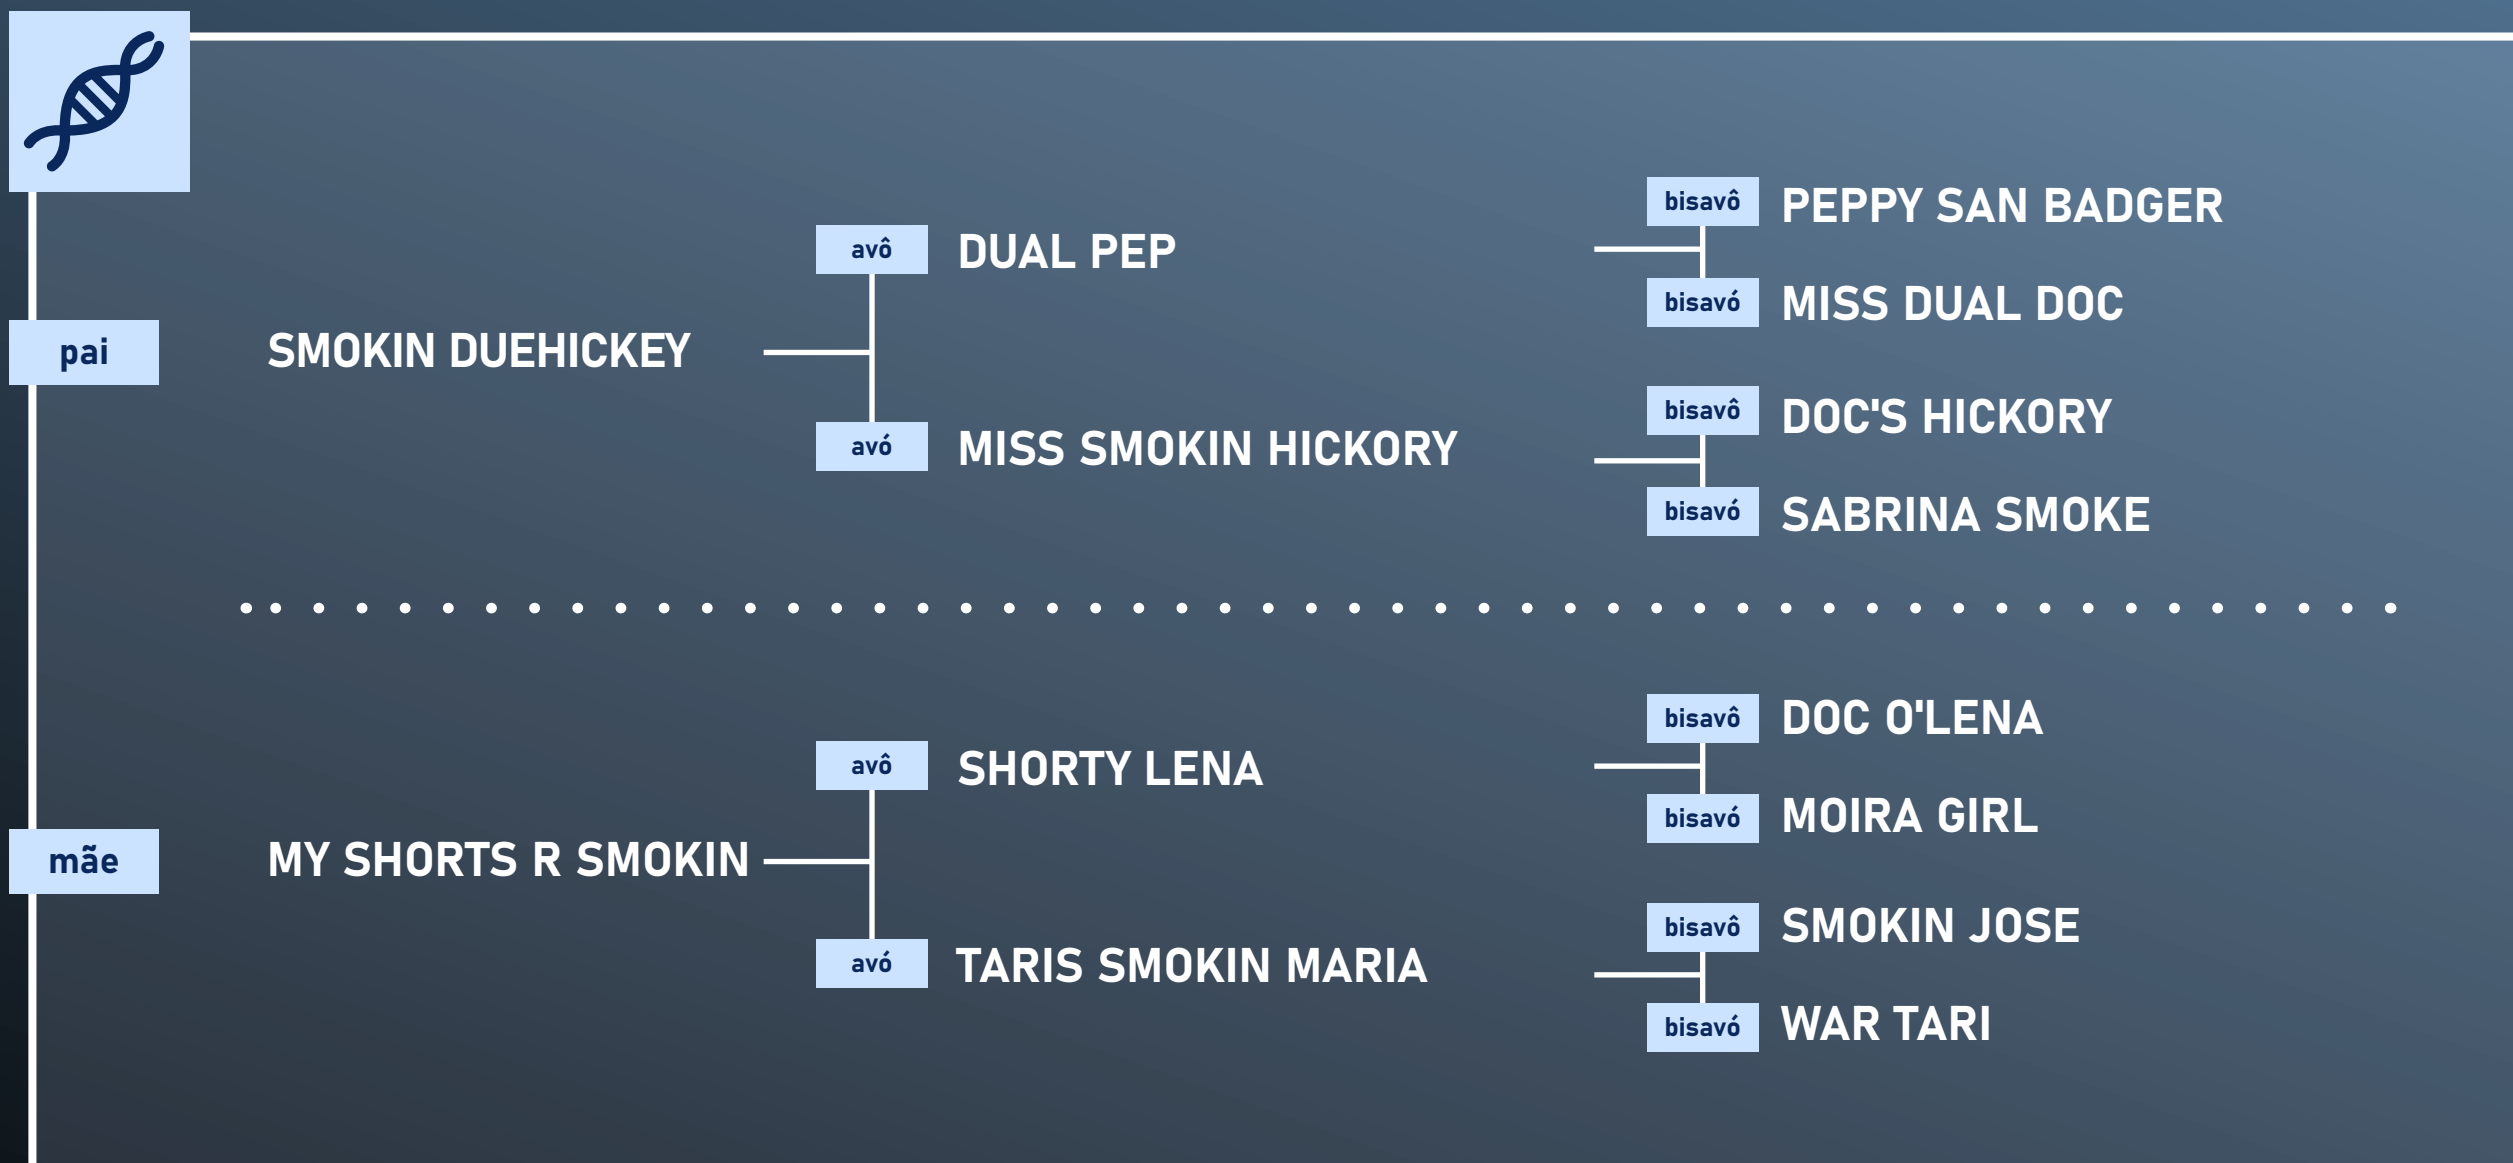 bisavô PEPPY SAN BADGER
avô DUAL PEP
bisavó MISS DUAL DOC
pai SMOKIN DUEHICKEY
bisavô DOC'S HICKORY
avó MISS SMOKIN HICKORY
bisavó SABRINA SMOKE
bisavô DOC O'LENA
avô SHORTY LENA
bisavó MOIRA GIRL
mãe MY SHORTS R SMOKIN
bisavô SMOKIN JOSE
avó TARIS SMOKIN MARIA
bisavó WAR TARI